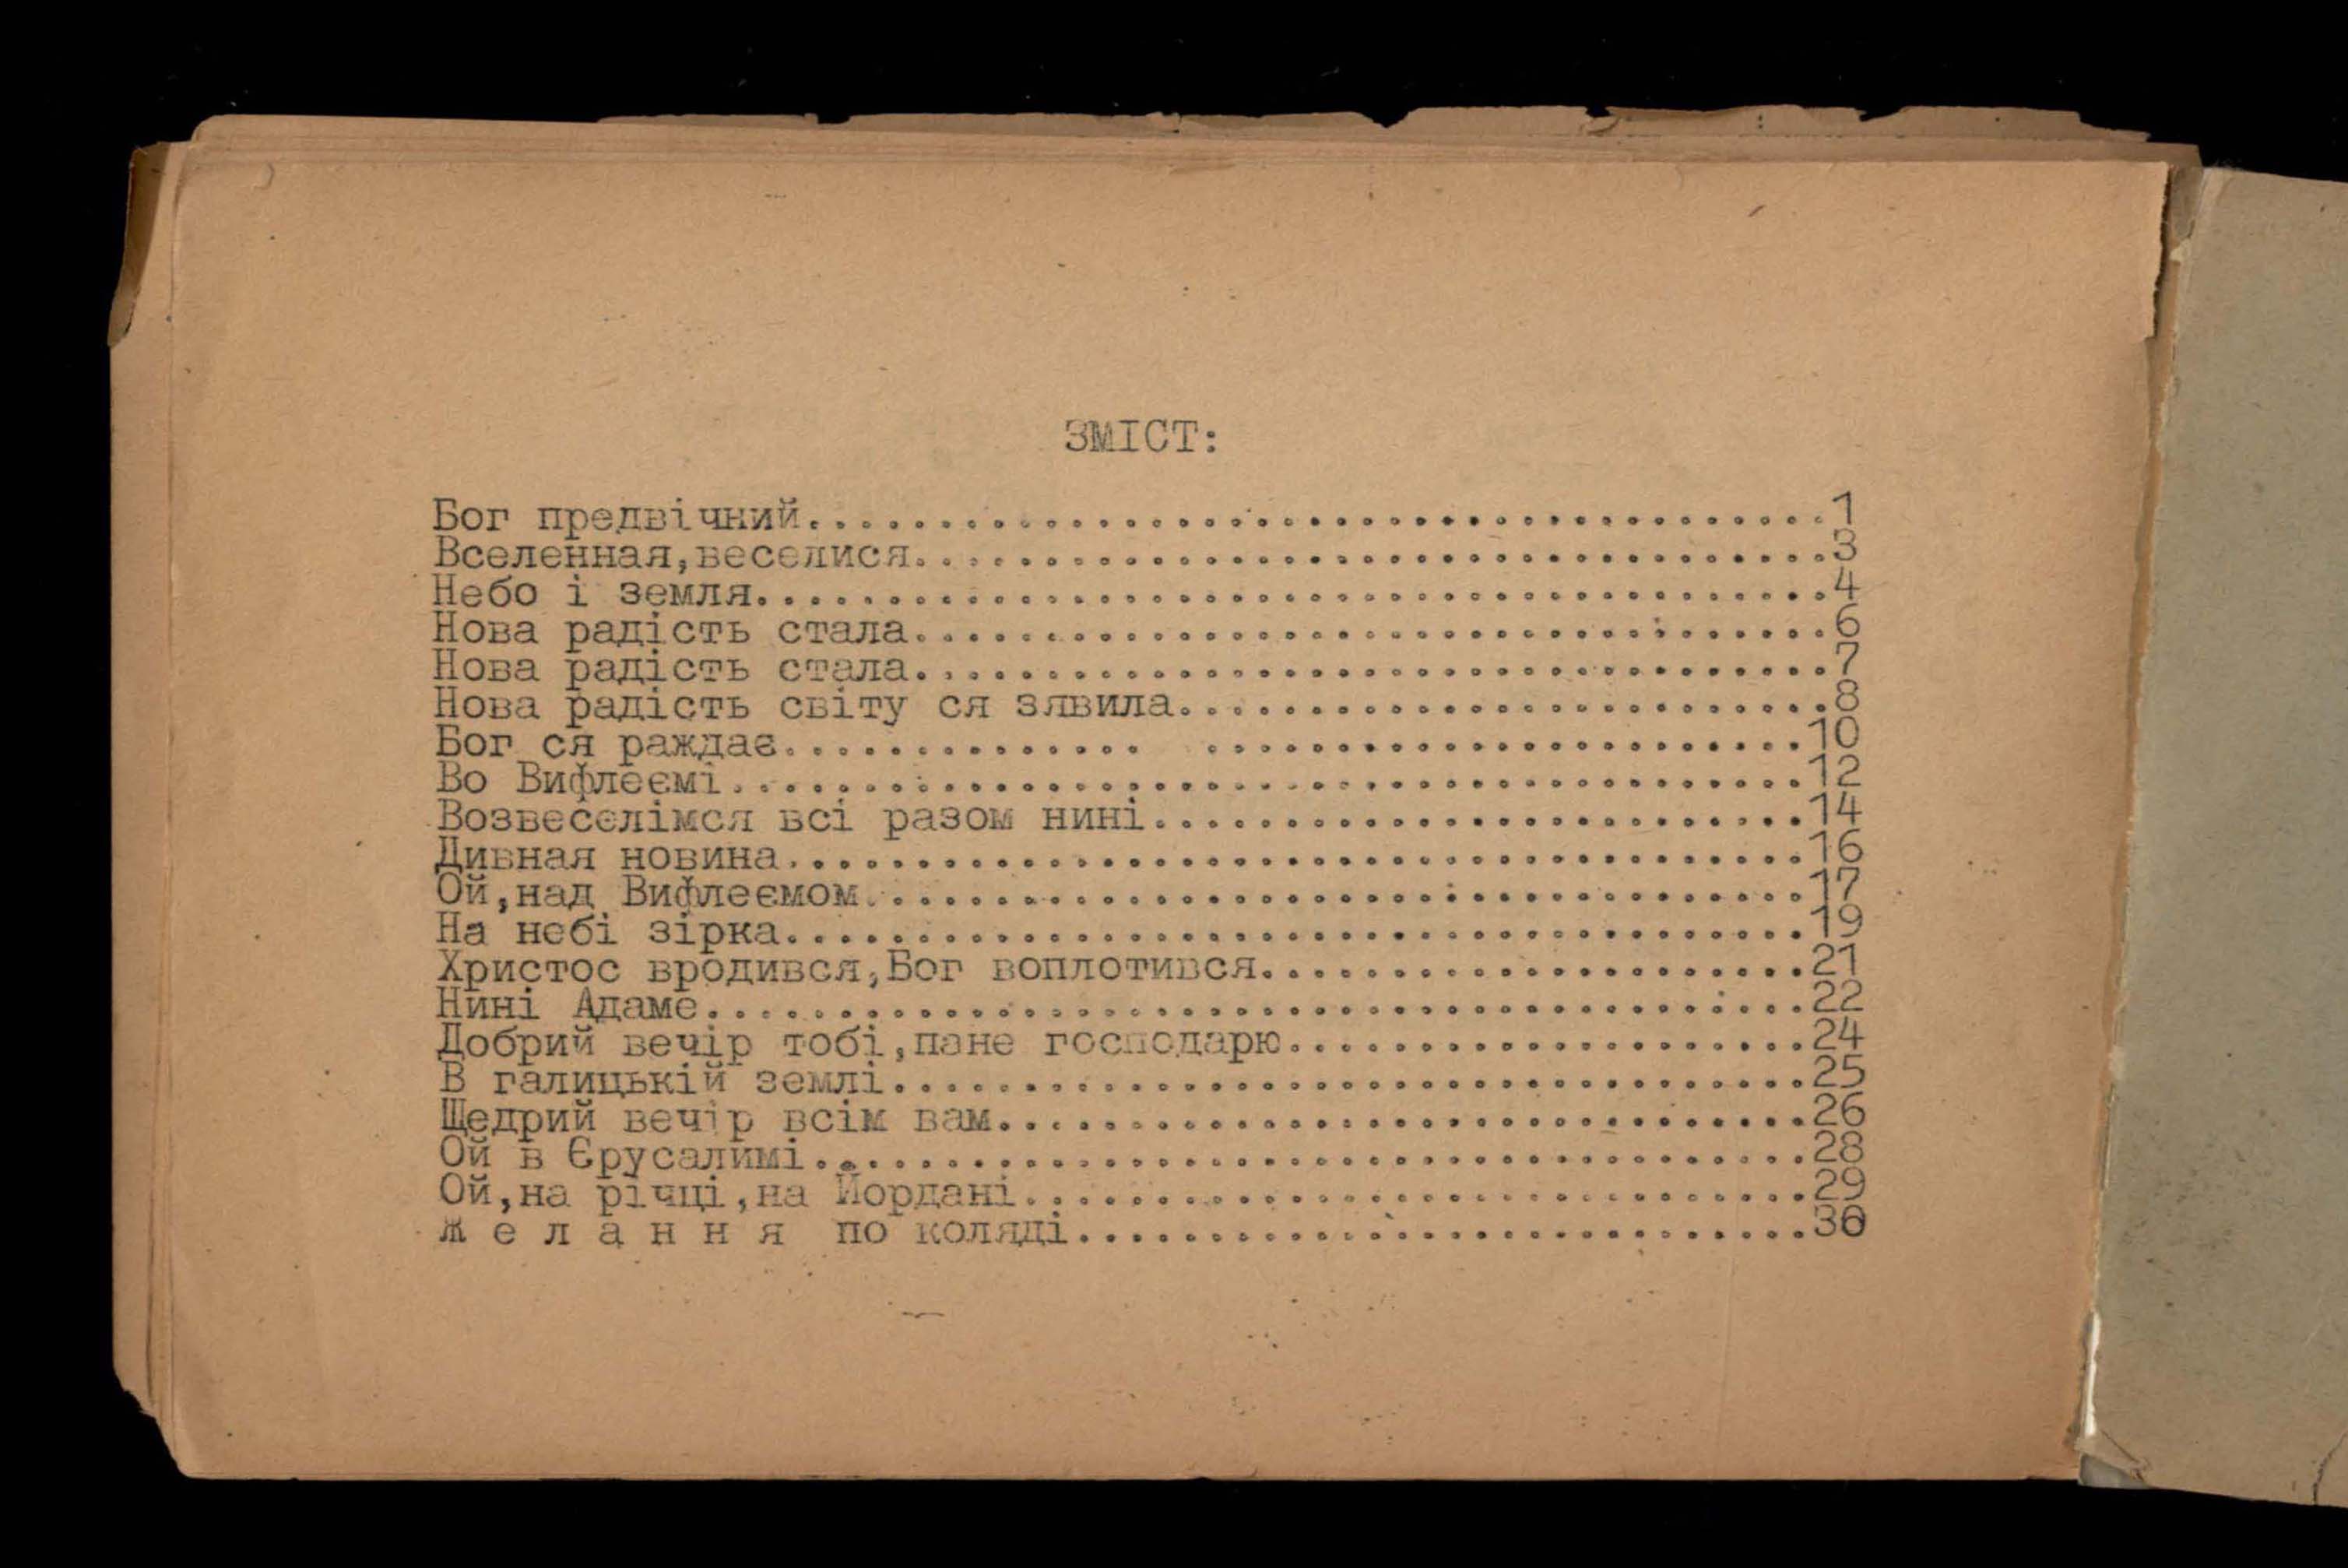 ЗМІСТ:
Бог предвічний.......................................1
Вселенная,веселися...................................3
Небо і земля.........................................4
Нова радість стала...................................6
Нова радість стала...................................7
Нова радість світу ся зявила.........................8
Бог ся раждає.............. .......................10
Во Вифлеємі.........................................12
Возвеселімся всі разом нині.........................14
Дивная новина.......................................16
Ой,над Вифлеємом....................................17
На небі зірка.......................................19
Христос вродився,Бог воплотився.....................21
Нині Адаме..........................................22
Добрий вечір тобі,пане господарю....................24
В галицькій землі...................................25
Щедрий вечір всім вам...............................26
Ой в Єрусалимі......................................28
Ой,на річці,на Йордані..............................29
Ж е л а н н я по коляді............................30